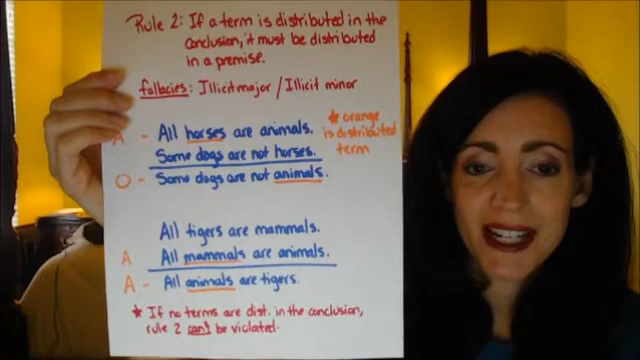 Rule 2: If a term is distributed in the
conclusion, it must be distributed
in a premise.
fallacies: Illicit major / Illicit minor
A - All horses are animals.
Some dogs are not horses.
O - Some dogs are not animals.
* orange
is distributed
term
All tigers are mammals.
A All mammals are animals.
A - All animals are tigers.
* If no terms are dist. in the conclusion,
rule 2 can't be violated.